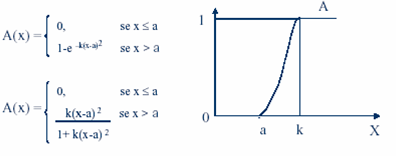 A(x) = { 0, se x ≤ a
1-e^-k(x-a)^2 se x > a
A(x) = { 0, se x ≤ a
k(x-a)^2 / 1+ k(x-a)^2 se x > a
1
A
0
a k X